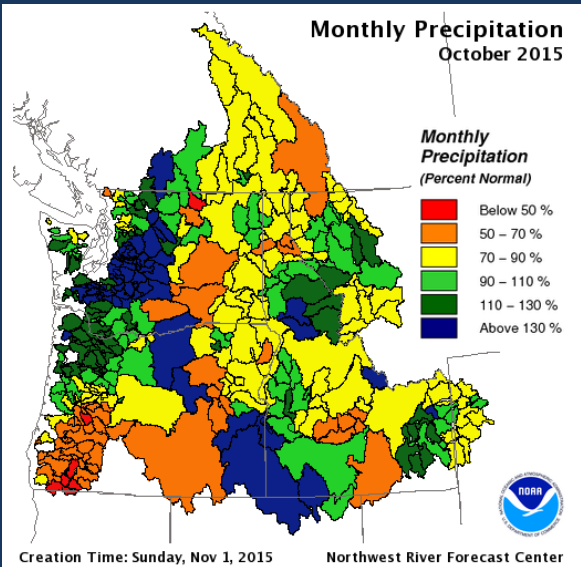 Monthly Precipitation
October 2015
Monthly
Precipitation
(Percent Normal)
Below 50 %
50 – 70 %
70 – 90 %
90 – 110 %
110 – 130 %
Above 130 %
NOAA
Creation Time: Sunday, Nov 1, 2015
Northwest River Forecast Center